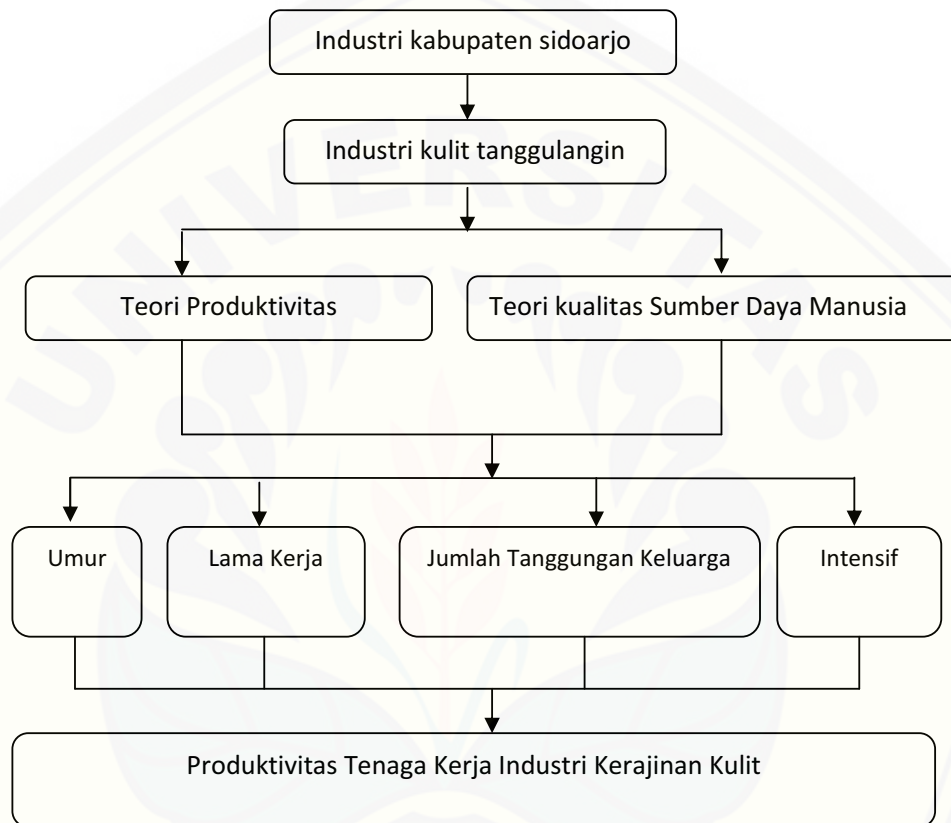 UNIVERSITAS
Industri kabupaten sidoarjo
Industri kulit tanggulangin
Teori Produktivitas
Teori kualitas Sumber Daya Manusia
Umur
Lama Kerja
Jumlah Tanggungan Keluarga
Intensif
Produktivitas Tenaga Kerja Industri Kerajinan Kulit